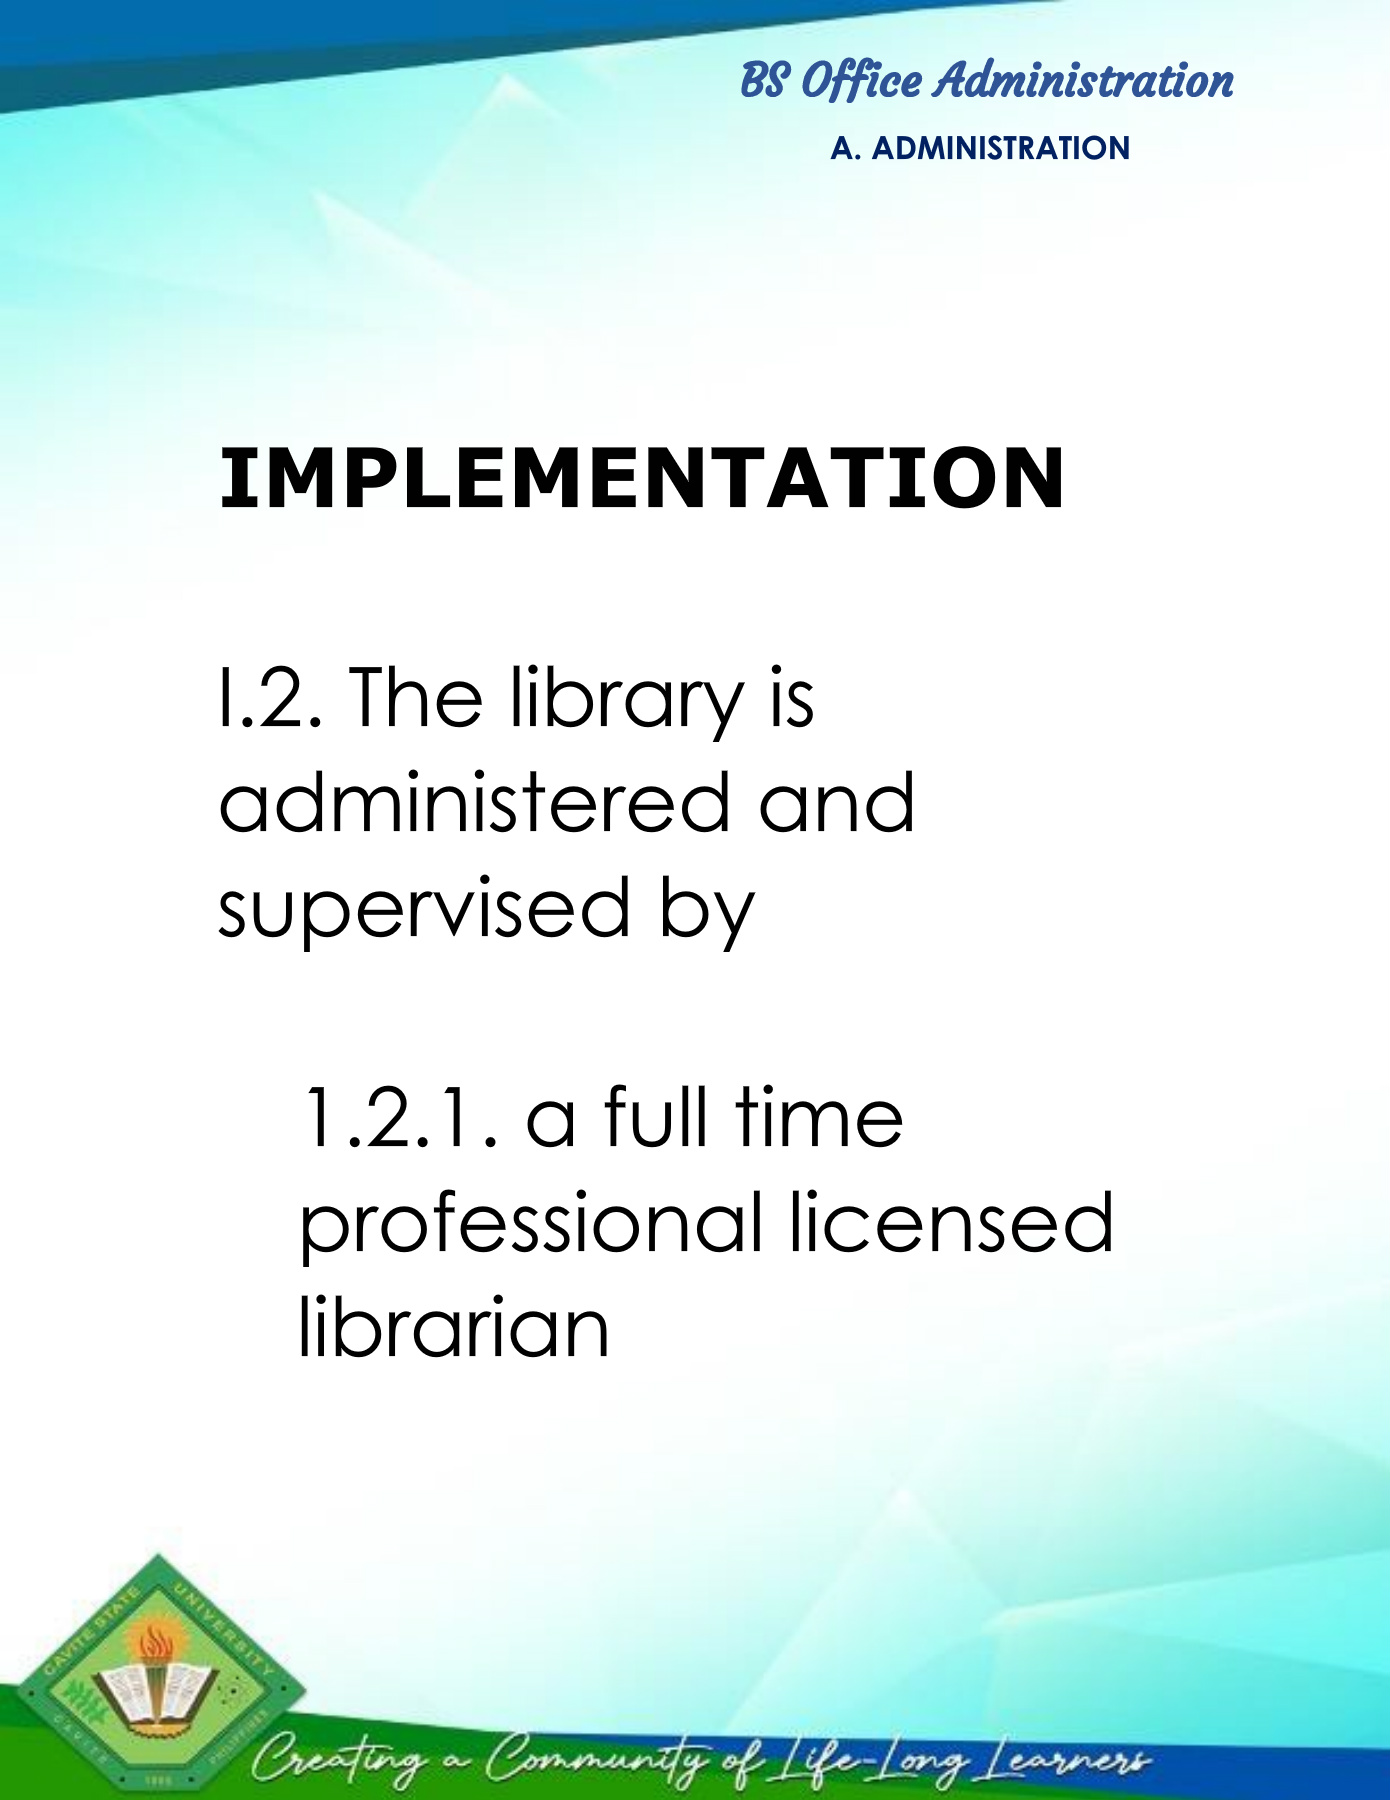 BS Office Administration
A. ADMINISTRATION
IMPLEMENTATION
I.2. The library is
administered and
supervised by
1.2.1. a full time
professional licensed
librarian
CAVITE STATE UNIVERSITY
CAVITE PHILIPPINES
Creating a Community of Life-Long Learners